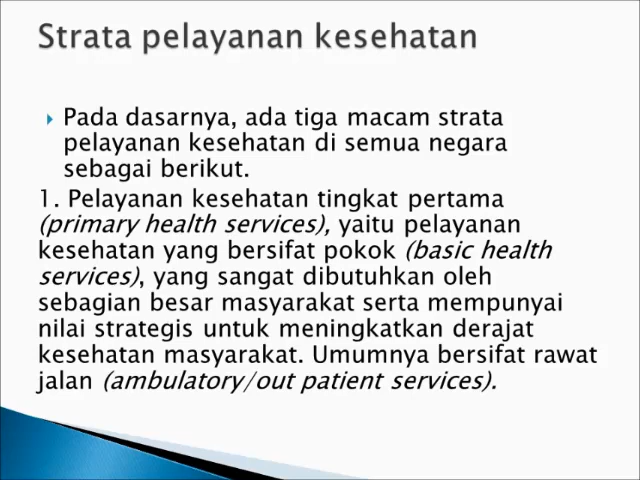 Strata pelayanan kesehatan
Pada dasarnya, ada tiga macam strata
pelayanan kesehatan di semua negara
sebagai berikut.
1. Pelayanan kesehatan tingkat pertama
(primary health services), yaitu pelayanan
kesehatan yang bersifat pokok (basic health
services), yang sangat dibutuhkan oleh
sebagian besar masyarakat serta mempunyai
nilai strategis untuk meningkatkan derajat
kesehatan masyarakat. Umumnya bersifat rawat
jalan (ambulatory/out patient services).